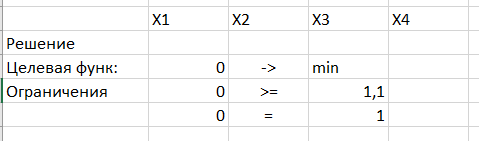 X1 X2 X3 X4
Решение
Целевая функ: 0 -> min
Ограничения 0 >= 1,1
0 = 1